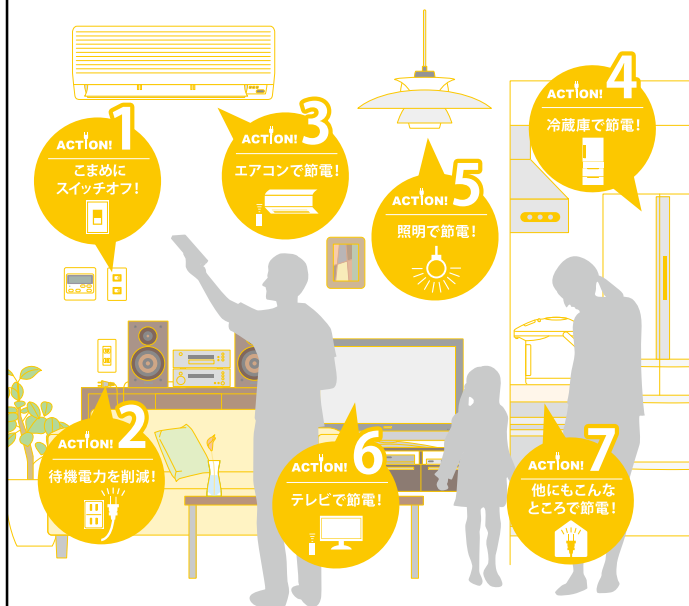 ACTION! 1
こまめに
スイッチオフ!
ACTION! 2
待機電力を削減!
ACTION! 3
エアコンで節電!
ACTION! 4
冷蔵庫で節電!
ACTION! 5
照明で節電!
ACTION! 6
テレビで節電!
ACTION! 7
他にもこんな
ところで節電!